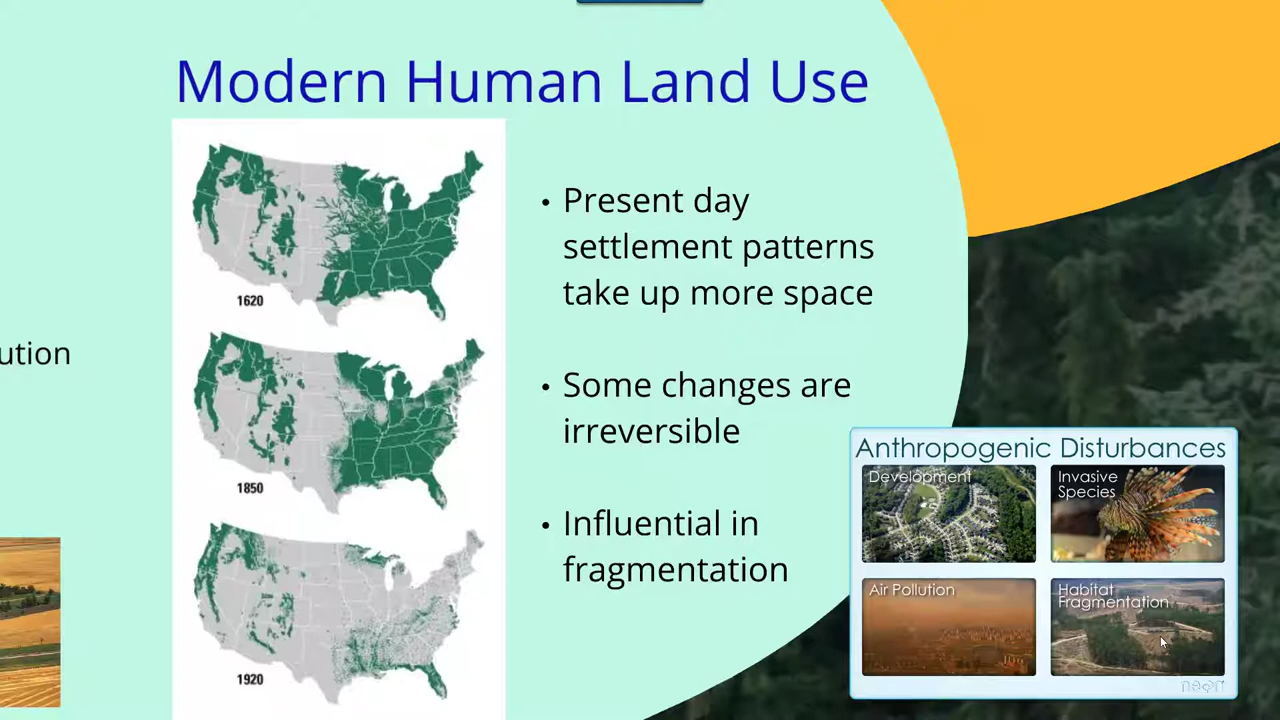 Modern Human Land Use
1620
1850
1920
• Present day
settlement patterns
take up more space
• Some changes are
irreversible
• Influential in
fragmentation
ution
Anthropogenic Disturbances
Development
Invasive
Species
Air Pollution
Habitat
Fragmentation
neon